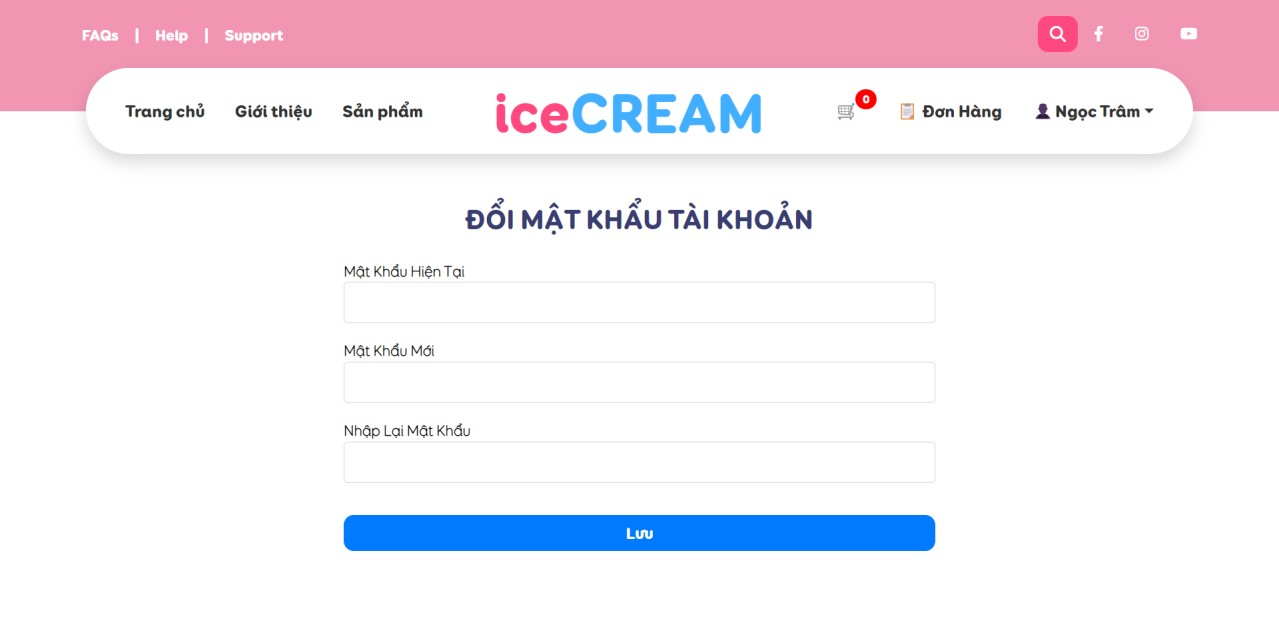 FAQs | Help | Support
Trang chủ Giới thiệu Sản phẩm iceCREAM 0 Đơn Hàng Ngọc Trâm
ĐỔI MẬT KHẨU TÀI KHOẢN
Mật Khẩu Hiện Tại
Mật Khẩu Mới
Nhập Lại Mật Khẩu
Lưu